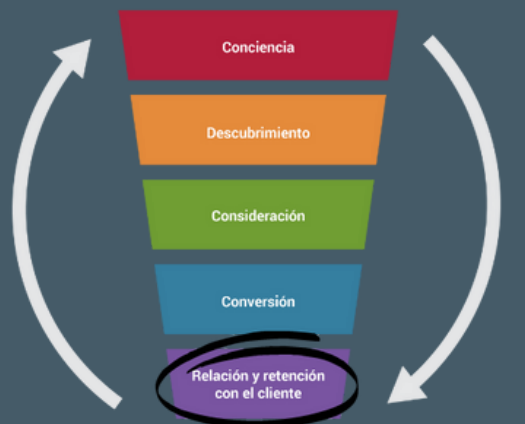 Conciencia
Descubrimiento
Consideración
Conversión
Relación y retención
con el cliente